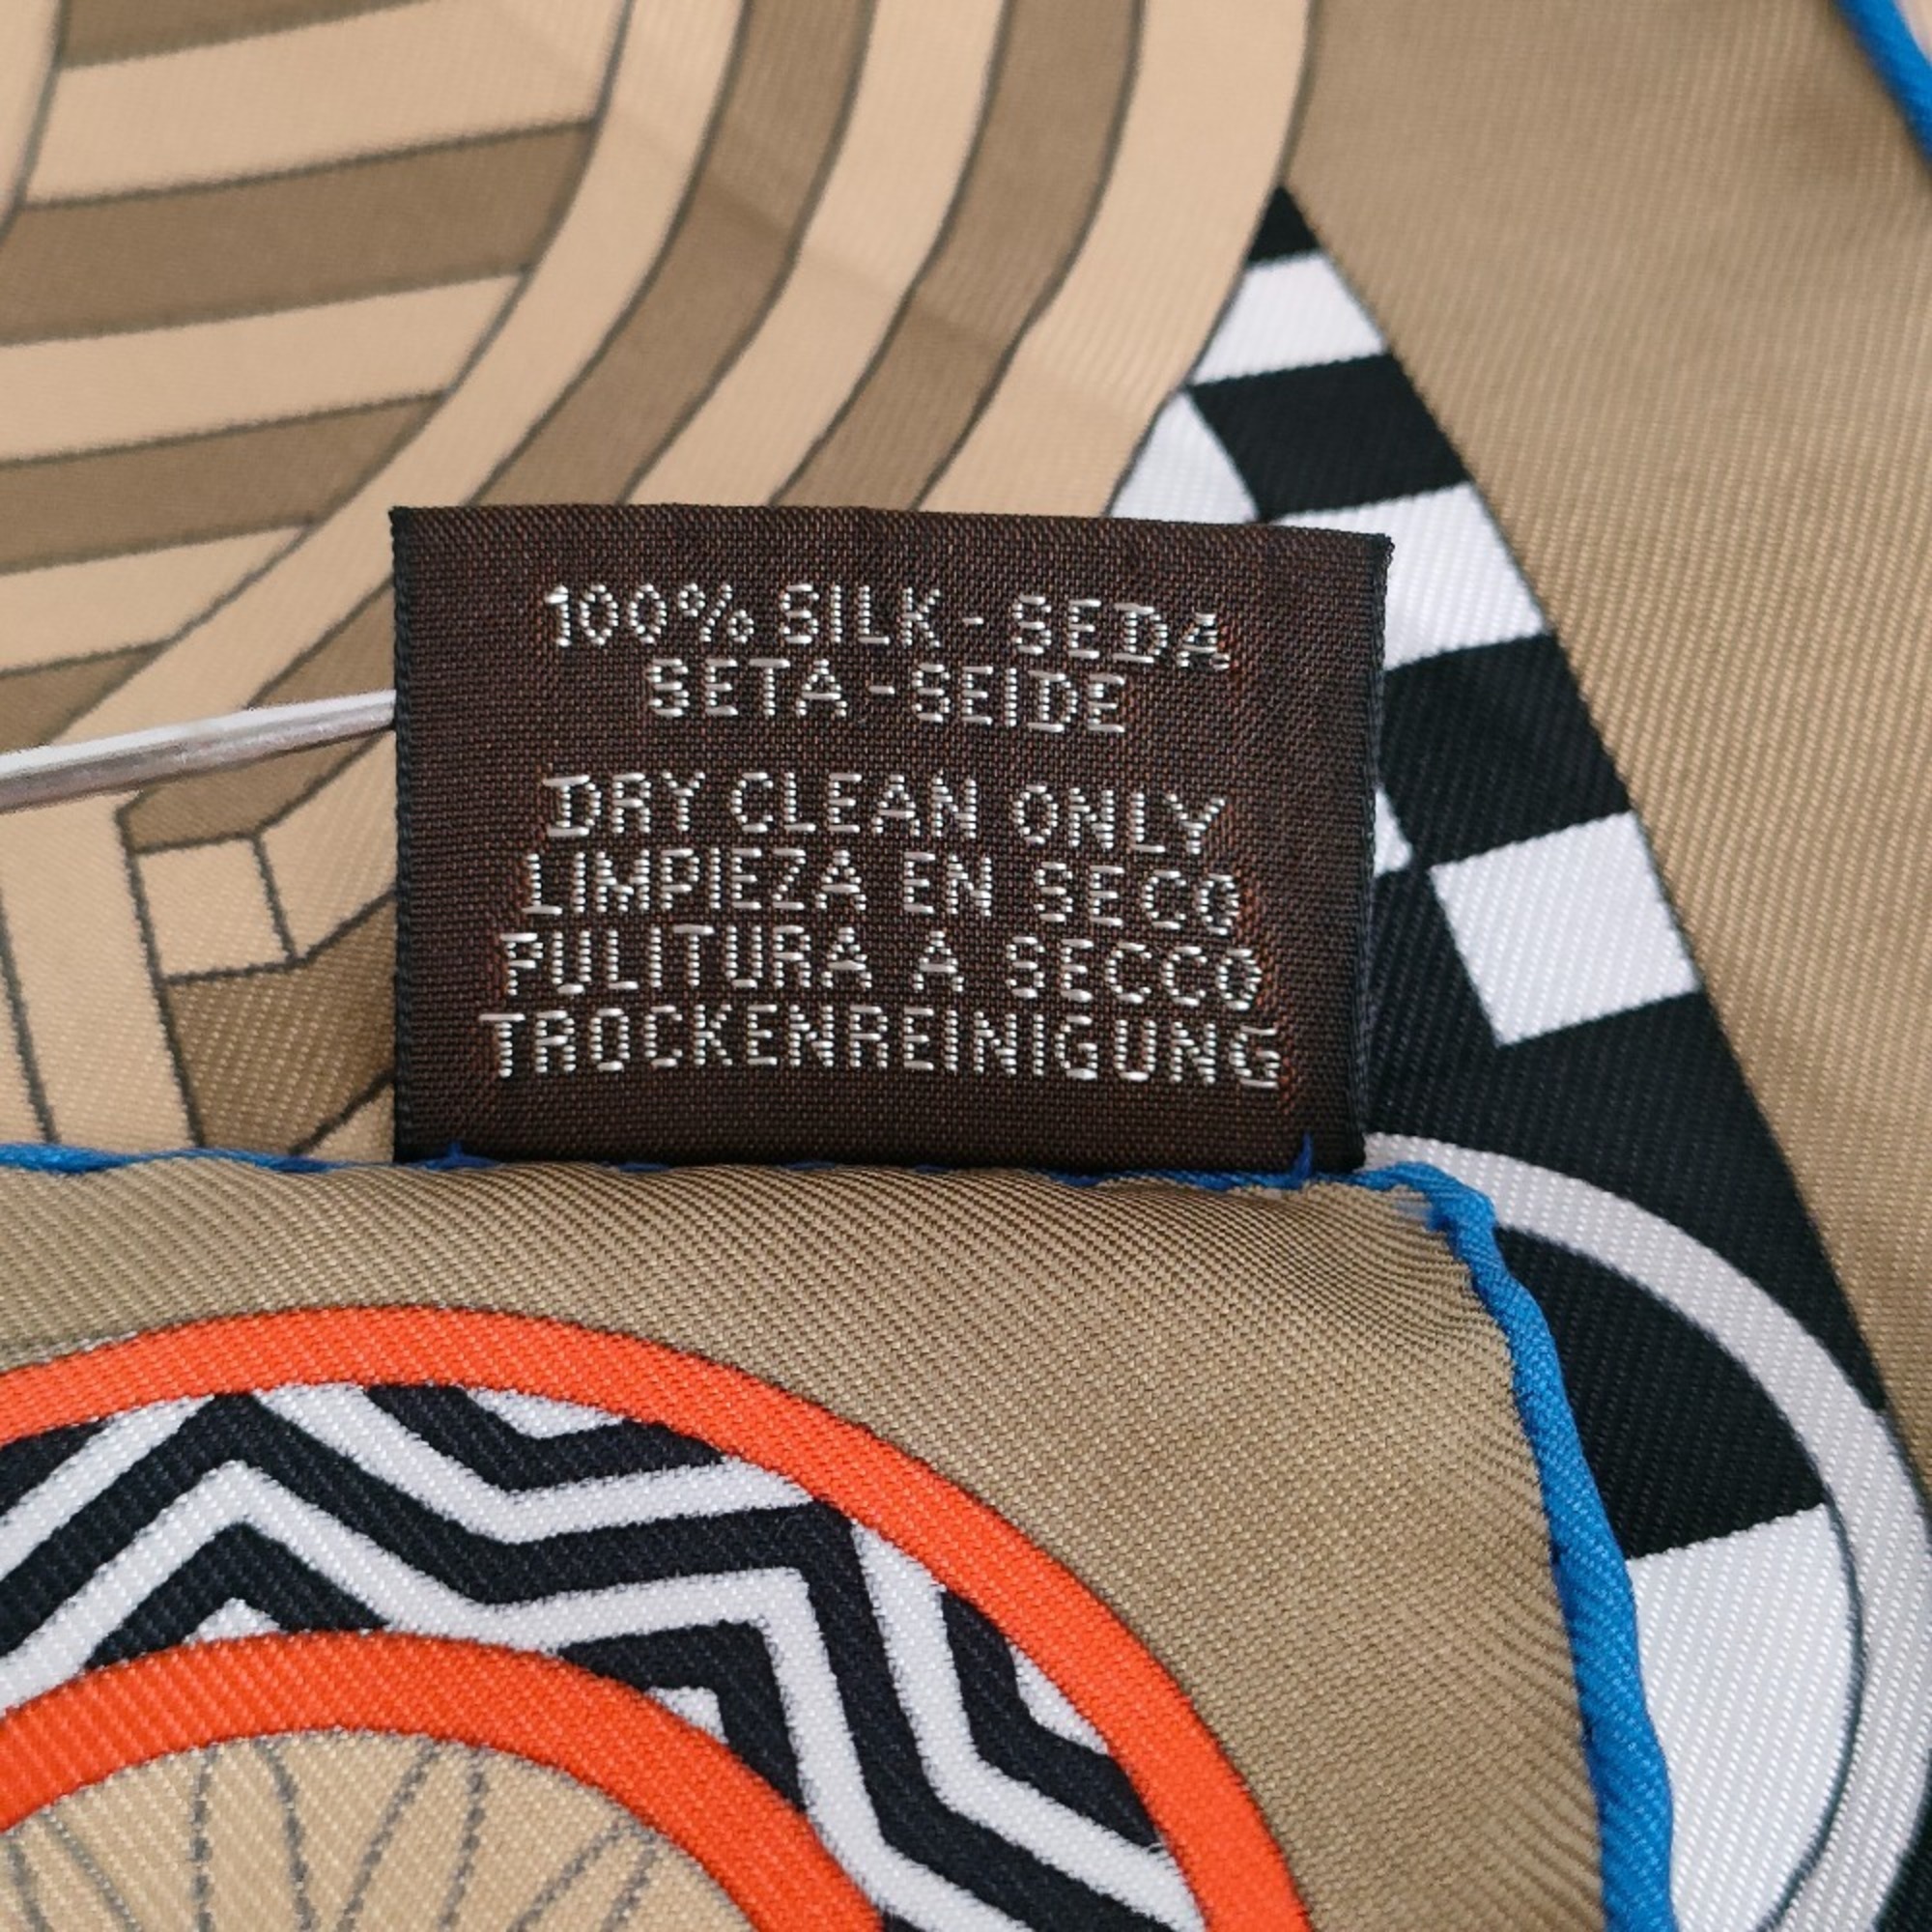 100% SILK - SEDA
SETA - SEIDE
DRY CLEAN ONLY
LIMPIEZA EN SECO
PULITURA A SECCO
TROCKENREINIGUNG